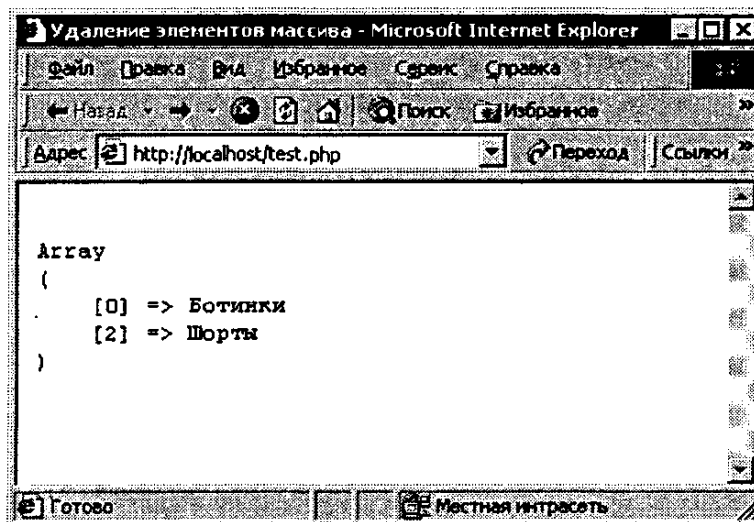 Удаление элементов массива - Microsoft Internet Explorer
Файл Правка Вид Избранное Сервис Справка
Назад Поиск Избранное »
Адрес http://localhost/test.php Переход Ссылки »
Array
(
[0] => Ботинки
[2] => Шорты
)
Готово Местная интрасеть